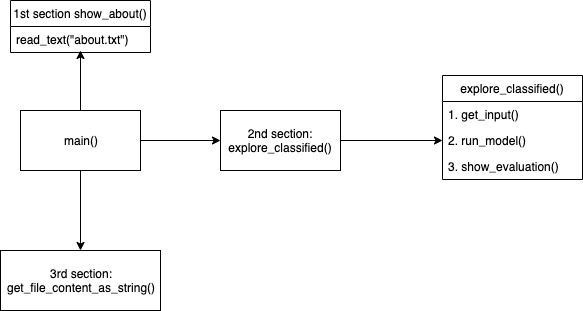 1st section show_about()
read_text("about.txt")
explore_classified()
1. get_input()
main()
2nd section:
explore_classified()
2. run_model()
3. show_evaluation()
3rd section:
get_file_content_as_string()